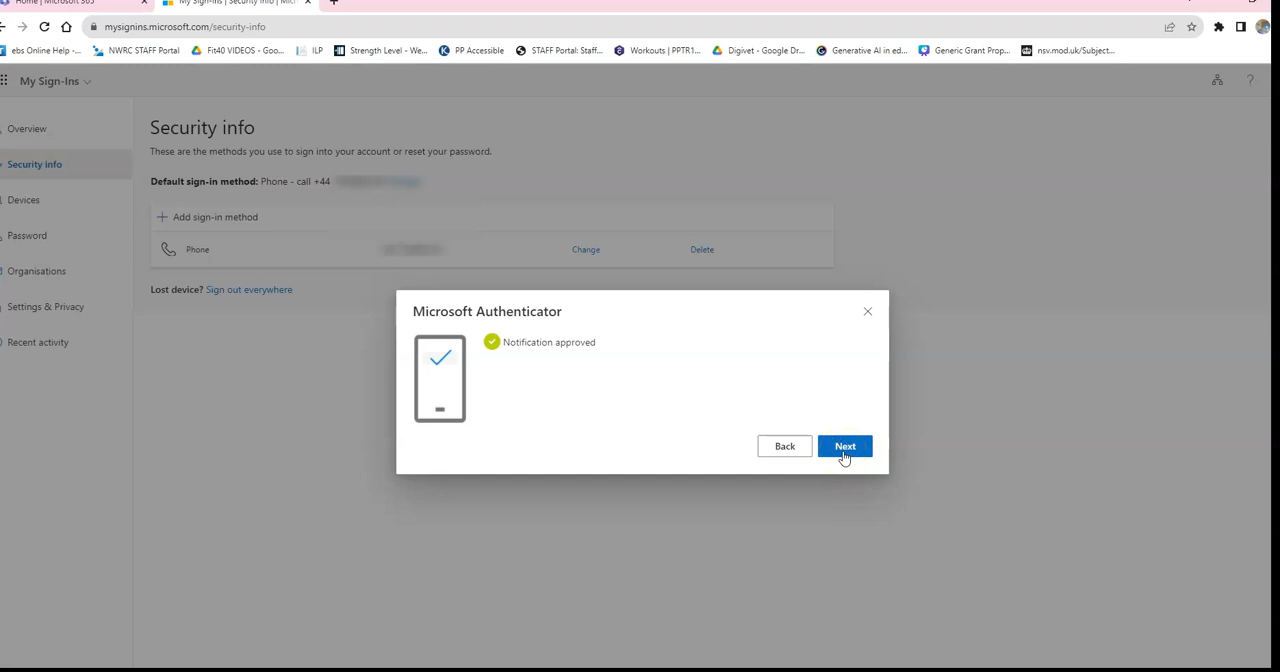 Home | Microsoft 365
My Sign-Ins | Security Info | Micr
mysignins.microsoft.com/security-info
ebs Online Help -...
NWRC STAFF Portal
Fit40 VIDEOS - Goo...
ILP
Strength Level - We...
PP Accessible
STAFF Portal: Staff...
Workouts | PPTR1...
Digivet - Google Dr...
Generative AI in ed...
Generic Grant Prop...
nsv.mod.uk/Subject...
My Sign-Ins
?
Overview
Security info
Devices
Password
Organisations
Settings & Privacy
Recent activity
Security info
These are the methods you use to sign into your account or reset your password.
Default sign-in method: Phone - call +44
+ Add sign-in method
Phone
Change
Delete
Lost device? Sign out everywhere
Microsoft Authenticator
Notification approved
Back
Next